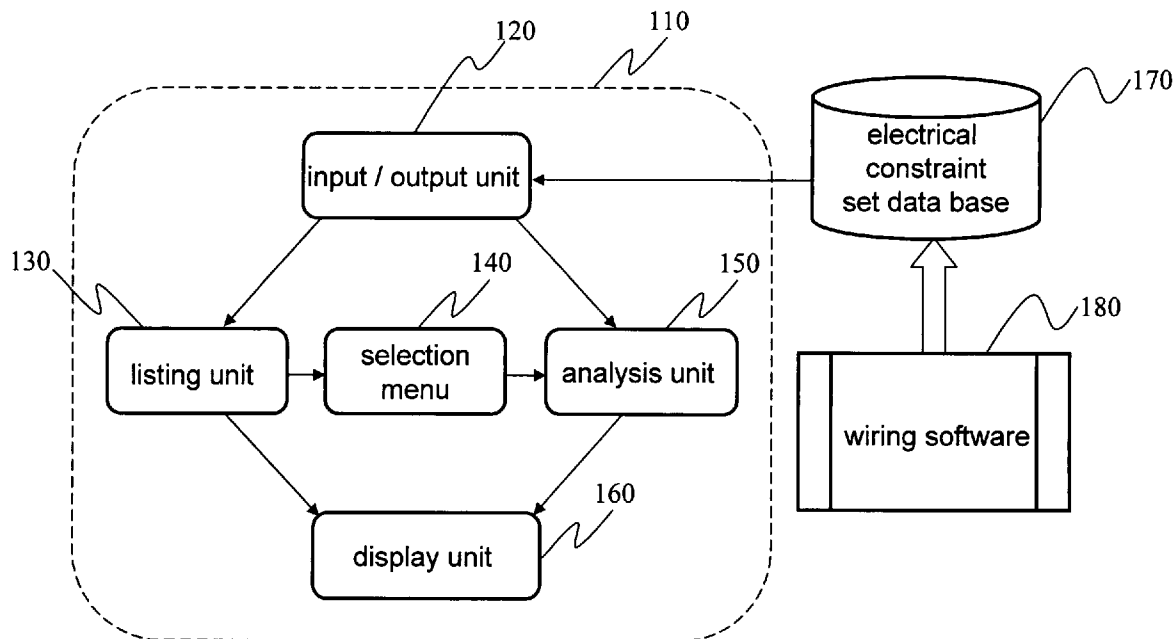 120
110
170
input / output unit
electrical
constraint
set data base
130
140
150
180
listing unit
selection
menu
analysis unit
wiring software
160
display unit